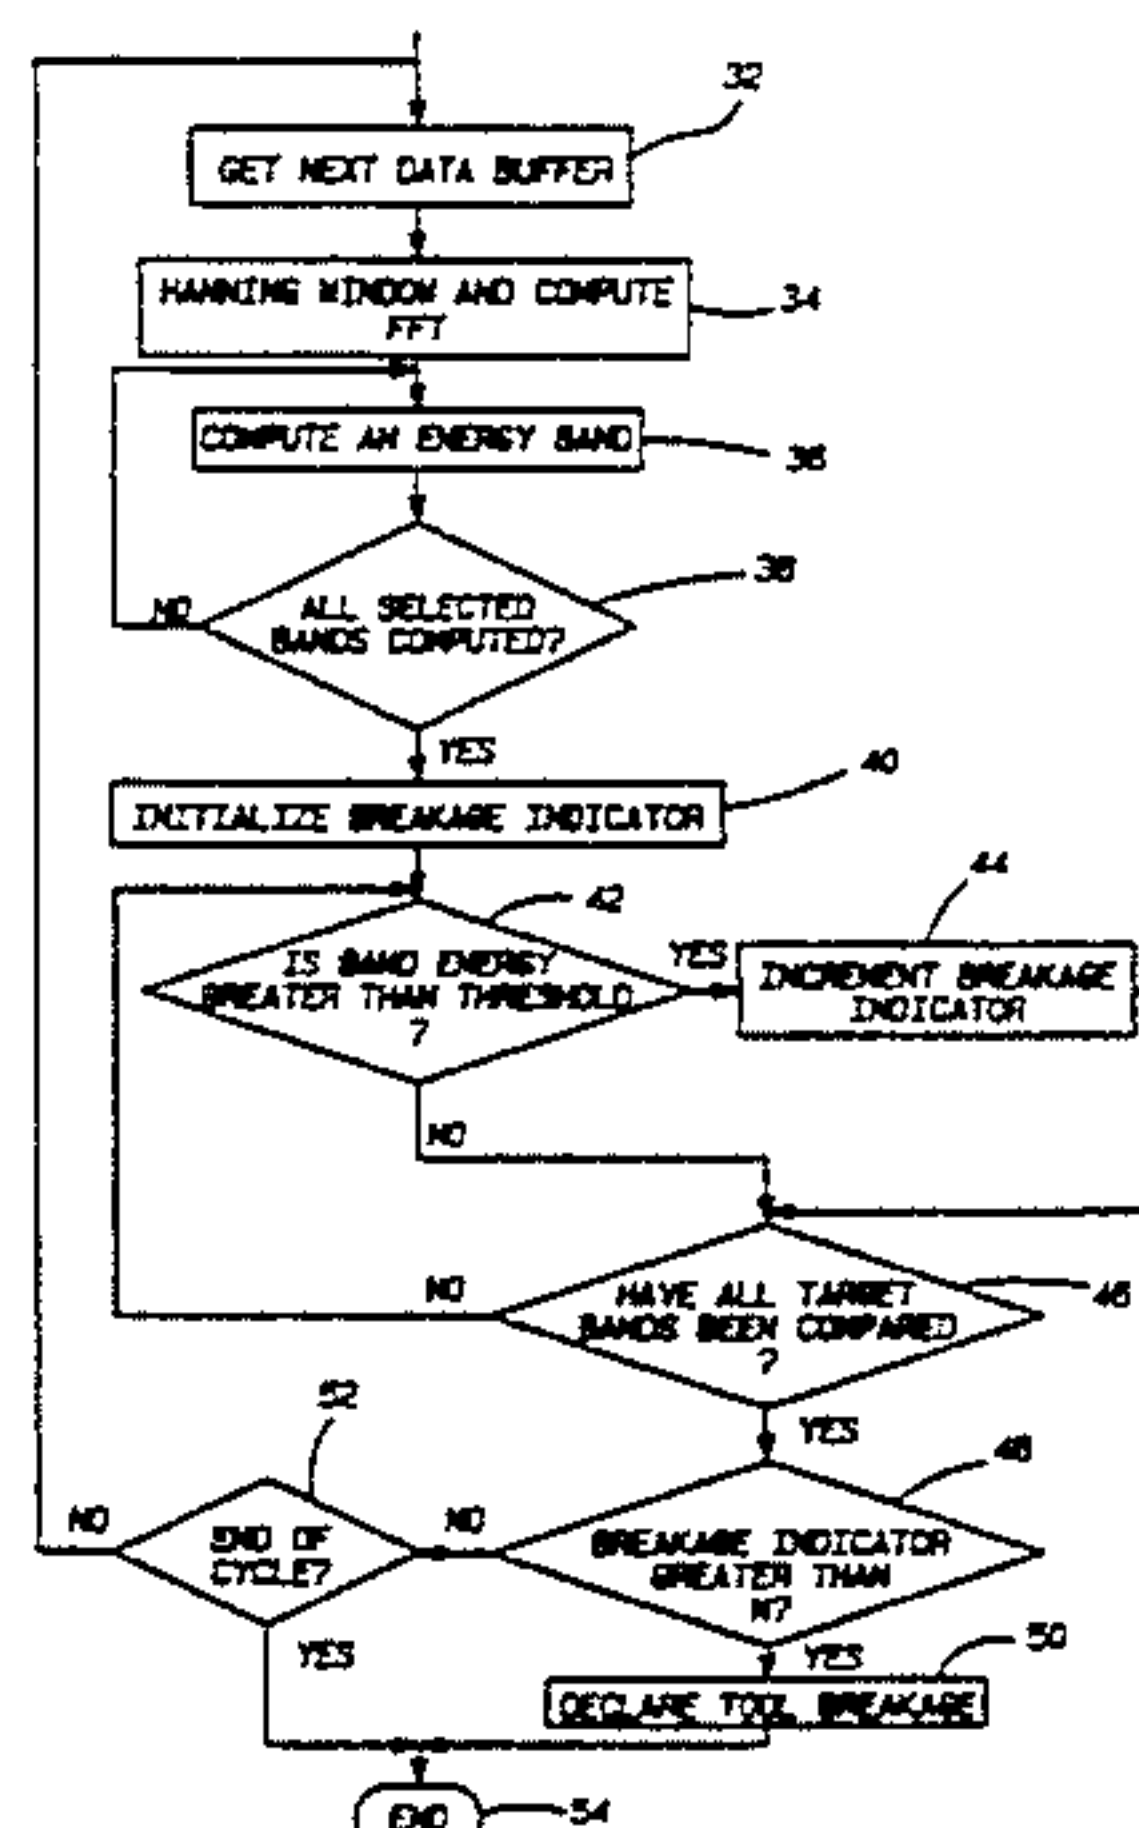 32
GET NEXT DATA BUFFER
HANNING WINDOW AND COMPUTE
FFT
34
COMPUTE AN ENERGY BAND
36
38
ALL SELECTED
BANDS COMPUTED?
NO
YES
40
INITIALIZE BREAKAGE INDICATOR
42
44
IS BAND ENERGY
GREATER THAN THRESHOLD
?
YES
INCREMENT BREAKAGE
INDICATOR
NO
HAVE ALL TARGET
BANDS BEEN COMPARED
?
46
NO
YES
52
48
NO
END OF
CYCLE?
NO
BREAKAGE INDICATOR
GREATER THAN
N?
YES
YES
50
DECLARE TOOL BREAKAGE
END
54